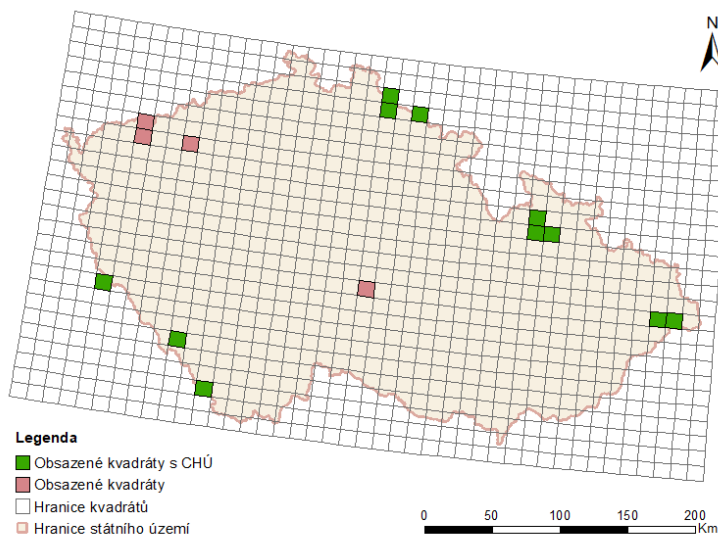 N
Legenda
Obsazené kvadráty s CHÚ
Obsazené kvadráty
Hranice kvadrátů
Hranice státního území
0 50 100 150 200
Km